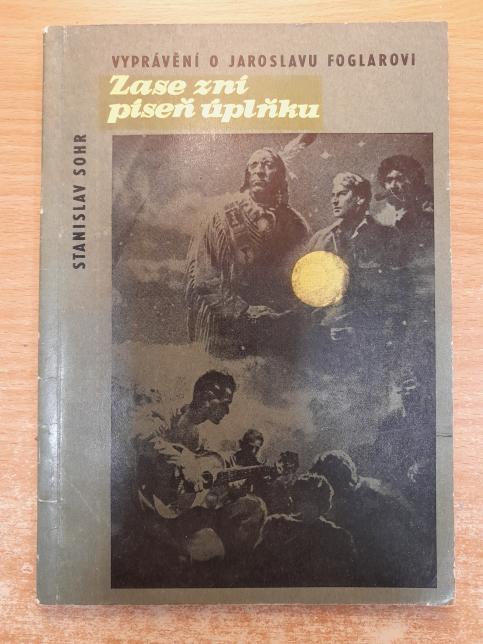 VYPRÁVĚNÍ O JAROSLAVU FOGLAROVI
Zase zní
píseň úplňku
STANISLAV SOHR